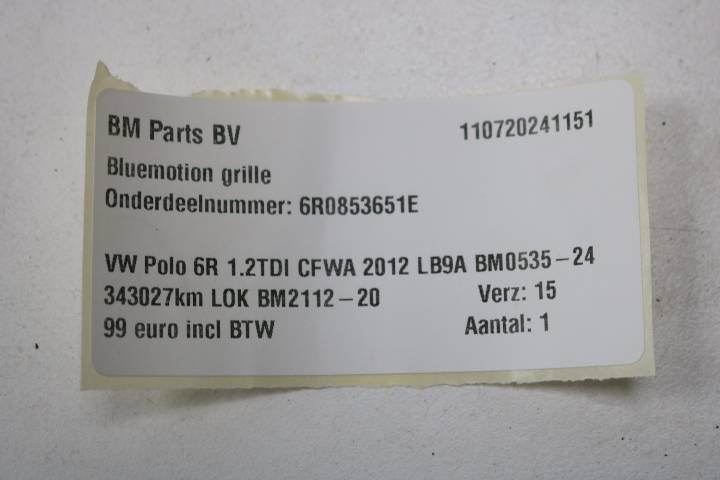 BM Parts BV 110720241151
Bluemotion grille
Onderdeelnummer: 6R0853651E
VW Polo 6R 1.2TDI CFWA 2012 LB9A BM0535-24
343027km LOK BM2112-20 Verz: 15
99 euro incl BTW Aantal: 1